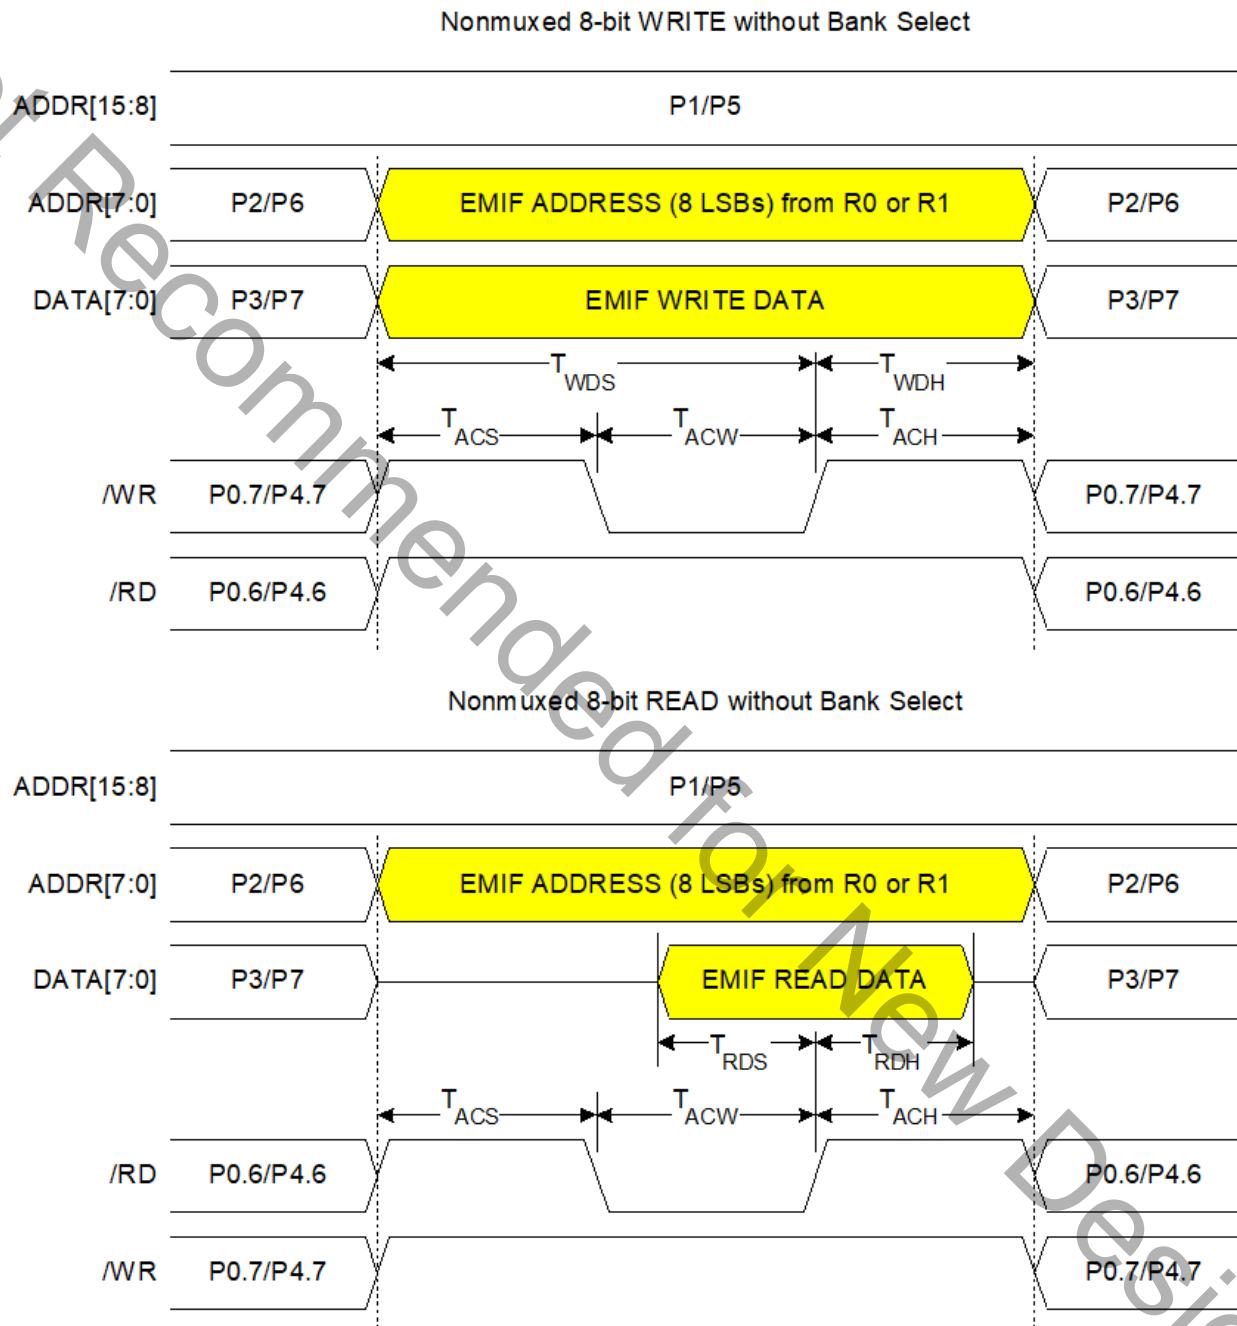 Nonmuxed 8-bit WRITE without Bank Select
ADDR[15:8] P1/P5
ADDR[7:0] P2/P6 EMIF ADDRESS (8 LSBs) from R0 or R1 P2/P6
DATA[7:0] P3/P7 EMIF WRITE DATA P3/P7
TWDS TWDH
TACS TACW TACH
/WR P0.7/P4.7 P0.7/P4.7
/RD P0.6/P4.6 P0.6/P4.6
Nonmuxed 8-bit READ without Bank Select
ADDR[15:8] P1/P5
ADDR[7:0] P2/P6 EMIF ADDRESS (8 LSBs) from R0 or R1 P2/P6
DATA[7:0] P3/P7 EMIF READ DATA P3/P7
TRDS TRDH
TACS TACW TACH
/RD P0.6/P4.6 P0.6/P4.6
/WR P0.7/P4.7 P0.7/P4.7
Recommended for New